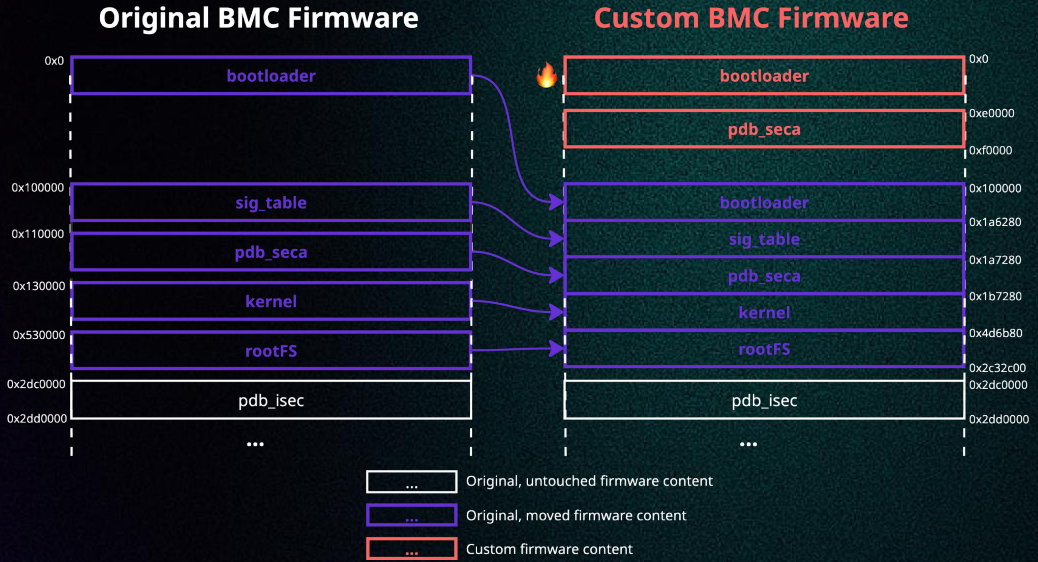 Original BMC Firmware
Custom BMC Firmware
0x0
bootloader
0x100000
sig_table
0x110000
pdb_seca
0x130000
kernel
0x530000
rootFS
0x2dc0000
pdb_isec
0x2dd0000
...
0x0
bootloader
0xe0000
pdb_seca
0xf0000
0x100000
bootloader
0x1a6280
sig_table
0x1a7280
pdb_seca
0x1b7280
kernel
0x4d6b80
rootFS
0x2c32c00
0x2dc0000
pdb_isec
0x2dd0000
...
... Original, untouched firmware content
... Original, moved firmware content
... Custom firmware content